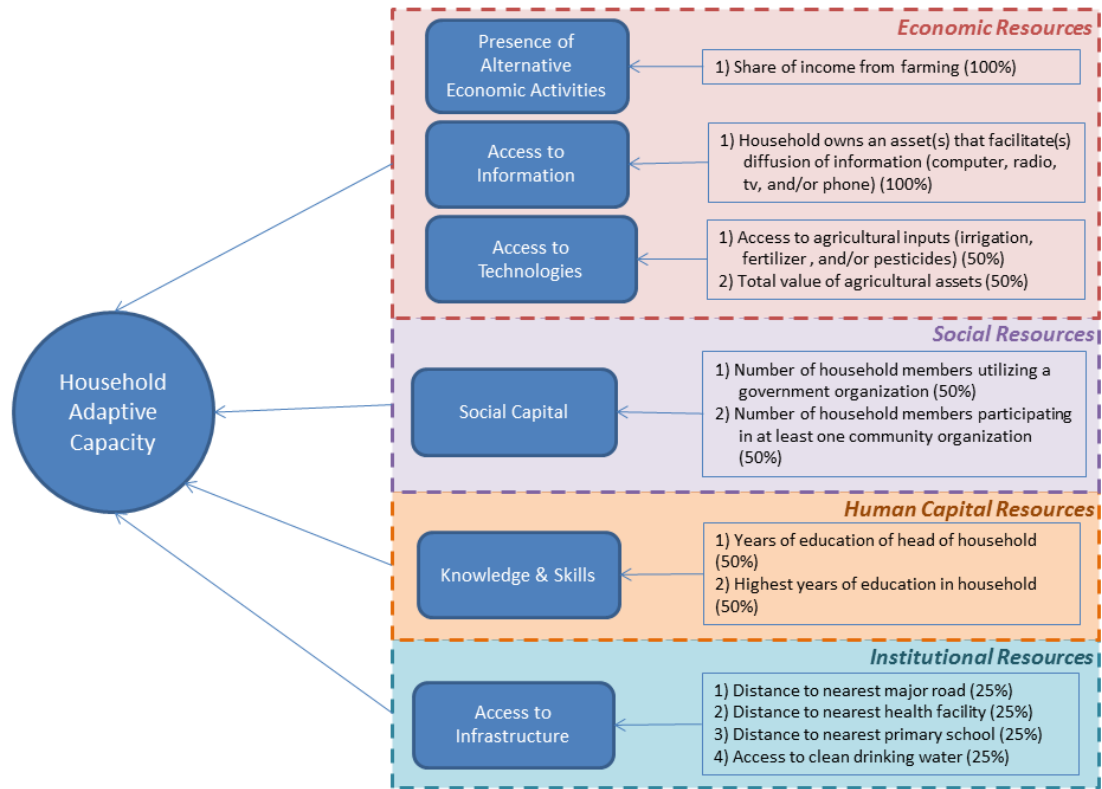 Economic Resources
Presence of
Alternative
Economic Activities
1) Share of income from farming (100%)
Access to
Information
1) Household owns an asset(s) that facilitate(s)
diffusion of information (computer, radio,
tv, and/or phone) (100%)
Access to
Technologies
1) Access to agricultural inputs (irrigation,
fertilizer , and/or pesticides) (50%)
2) Total value of agricultural assets (50%)
Household
Adaptive
Capacity
Social Resources
Social Capital
1) Number of household members utilizing a
government organization (50%)
2) Number of household members participating
in at least one community organization
(50%)
Human Capital Resources
Knowledge & Skills
1) Years of education of head of household
(50%)
2) Highest years of education in household
(50%)
Institutional Resources
Access to
Infrastructure
1) Distance to nearest major road (25%)
2) Distance to nearest health facility (25%)
3) Distance to nearest primary school (25%)
4) Access to clean drinking water (25%)